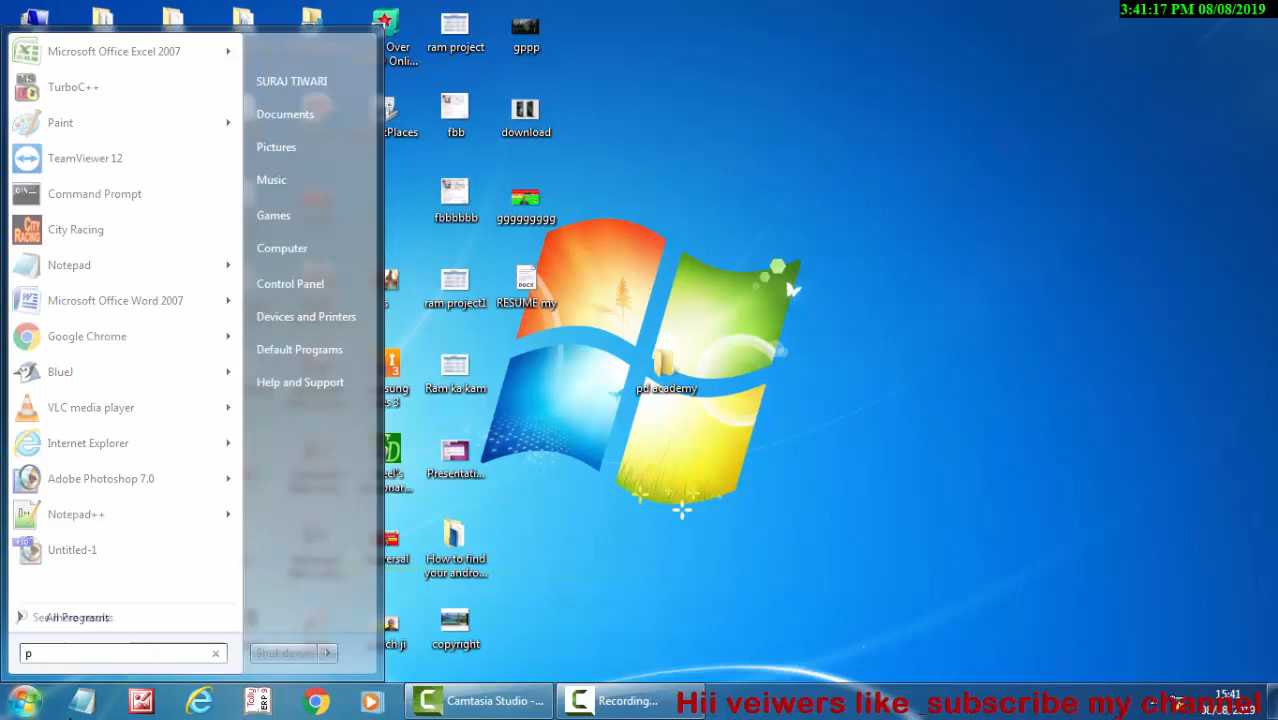 3:41:17 PM 08/08/2019
Microsoft Office Excel 2007
TurboC++
Paint
TeamViewer 12
Command Prompt
City Racing
Notepad
Microsoft Office Word 2007
Google Chrome
BlueJ
VLC media player
Internet Explorer
Adobe Photoshop 7.0
Notepad++
Untitled-1
All Programs
p
SURAJ TIWARI
Documents
Pictures
Music
Games
Computer
Control Panel
Devices and Printers
Default Programs
Help and Support
Shut down
Over
Onli...
ram project
gppp
fbb
download
fbbbbbb
ggggggggg
ram project1
RESUME my
Ram ka kam
pd academy
Presentati...
How to find
your andro...
copyright
Camtasia Studio -...
Recording...
Hii veiwers like subscribe my channel
15:41
08/08/2019